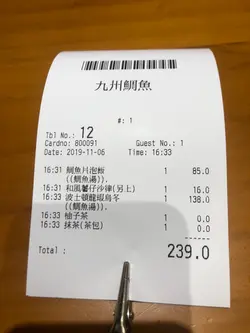 九州鯛魚
#: 1
Tbl No.: 12
Cardno: 800091 Guest No.: 1
Date: 2019-11-06 Time: 16:33
16:31 鯛魚片泡極 1 85.0
((鯛魚湯)).
16:31 和風薯仔沙律(另上) 1 16.0
16:33 波士頓龍蝦烏冬 1 138.0
((鯛魚湯)).
16:33 柚子茶 1 0.0
16:33 抹茶(茶包) 1 0.0
Total : 239.0